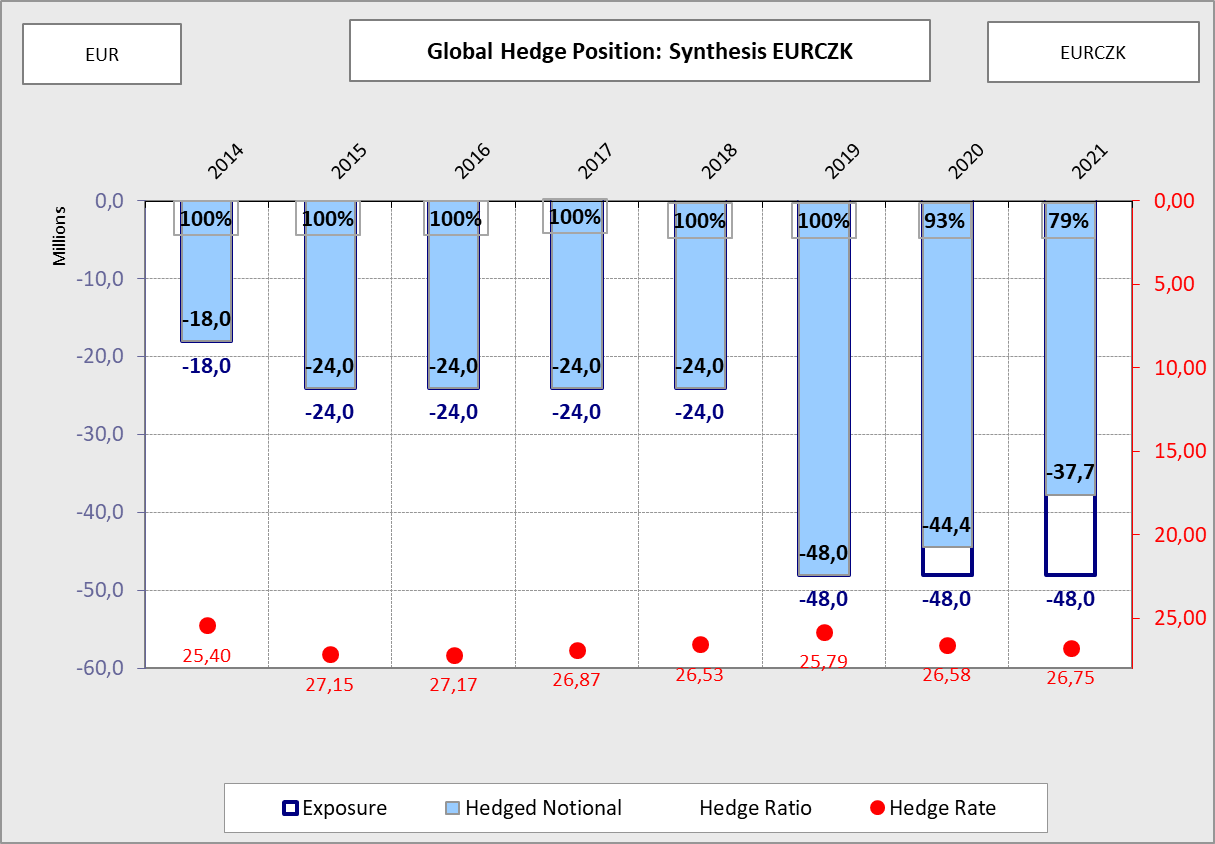 EUR
Global Hedge Position: Synthesis EURCZK
EURCZK
2014 2015 2016 2017 2018 2019 2020 2021
Millions
0,0
-10,0
-20,0
-30,0
-40,0
-50,0
-60,0
100% 100% 100% 100% 100% 100% 93% 79%
-18,0 -24,0 -24,0 -24,0 -24,0 -48,0 -44,4 -37,7
-18,0 -24,0 -24,0 -24,0 -24,0 -48,0 -48,0 -48,0
25,40 27,15 27,17 26,87 26,53 25,79 26,58 26,75
0,00
5,00
10,00
15,00
20,00
25,00
Exposure Hedged Notional Hedge Ratio Hedge Rate